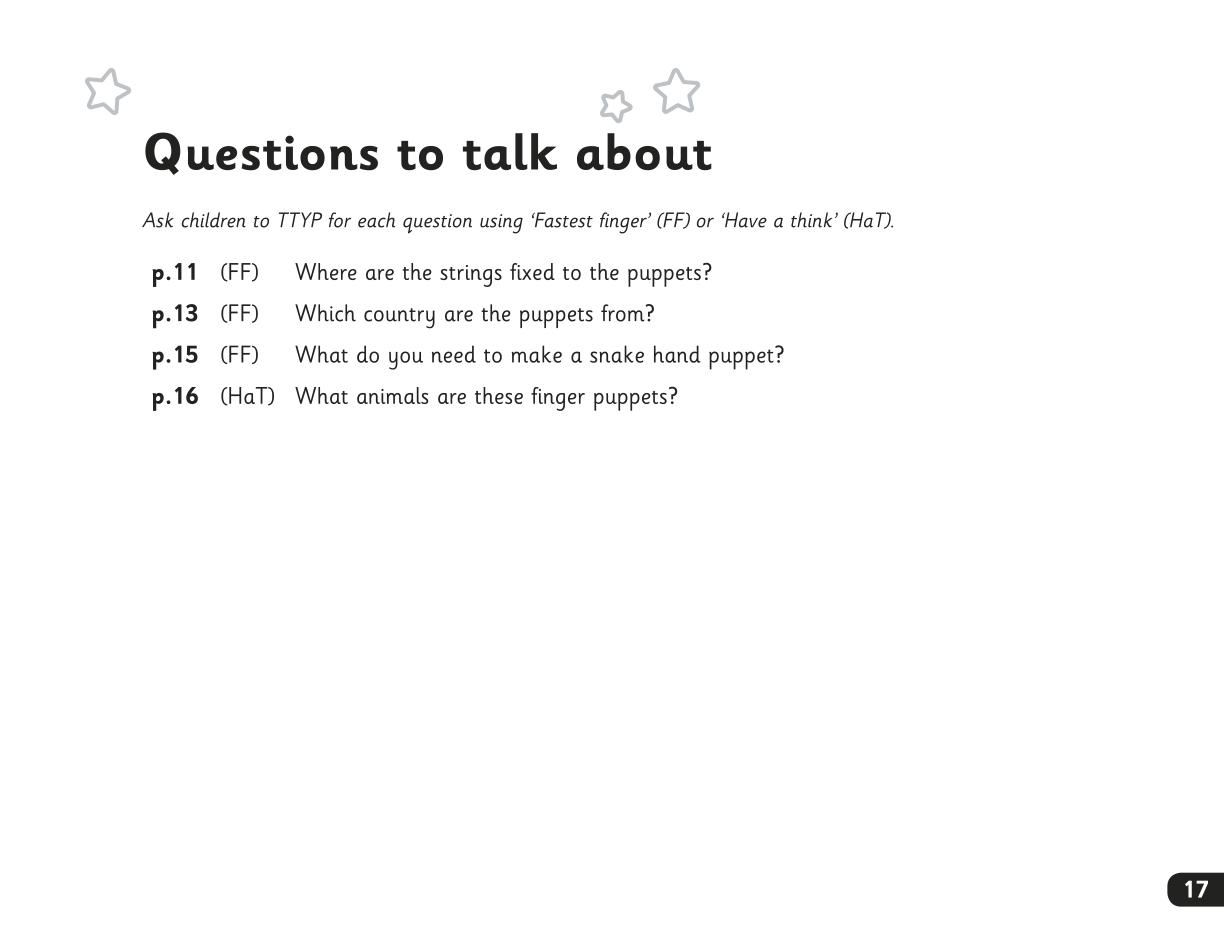 Questions to talk about
Ask children to TTYP for each question using ‘Fastest finger’ (FF) or ‘Have a think’ (HaT).
p.11 (FF) Where are the strings fixed to the puppets?
p.13 (FF) Which country are the puppets from?
p.15 (FF) What do you need to make a snake hand puppet?
p.16 (HaT) What animals are these finger puppets?
17